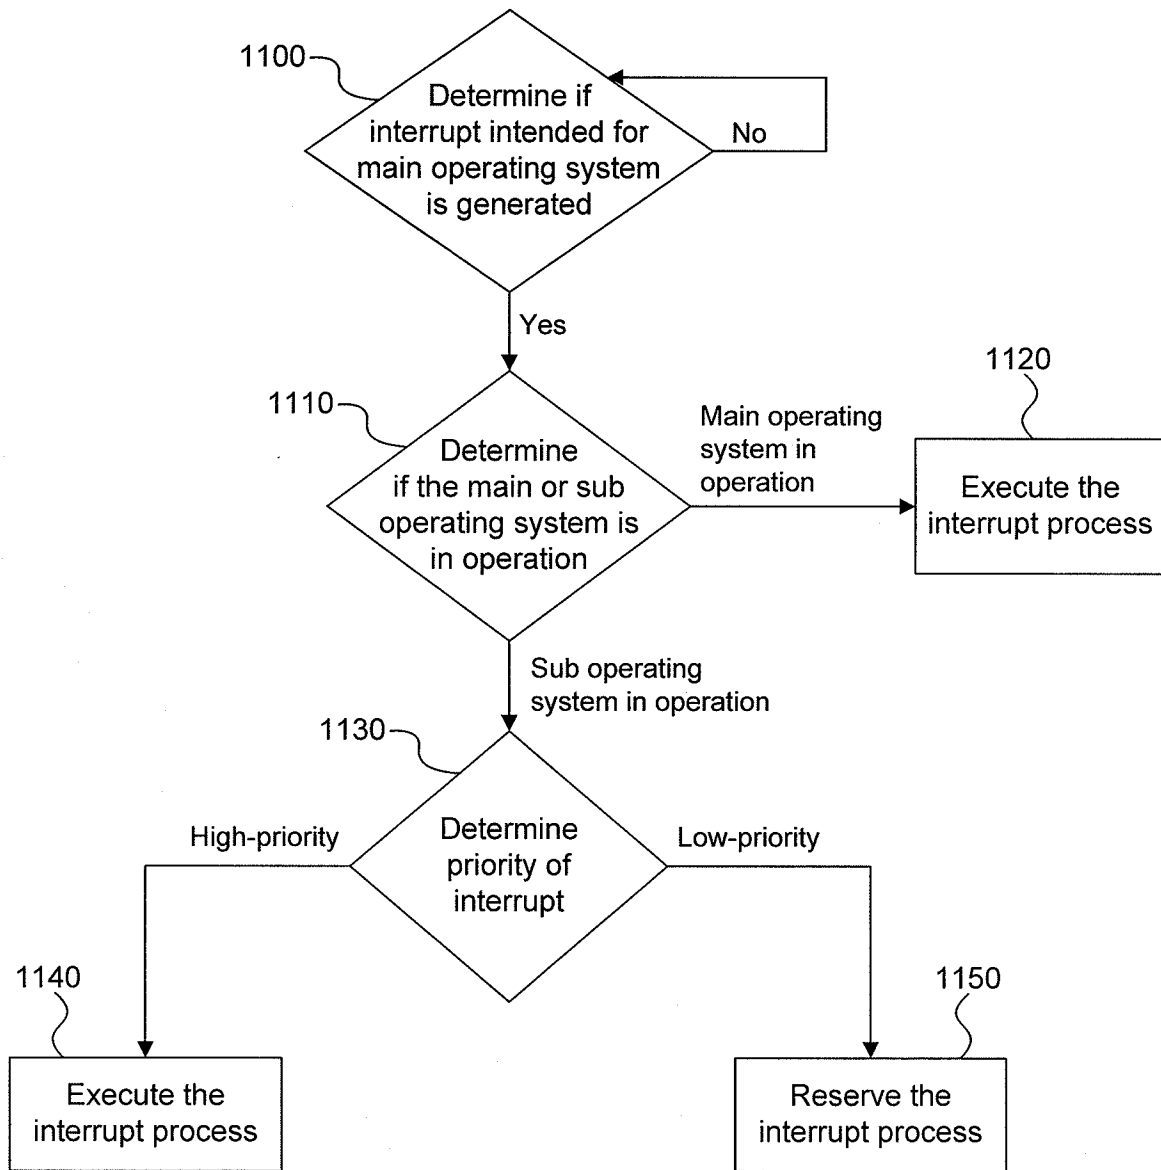 1100
Determine if
interrupt intended for
main operating system
is generated
No
Yes
1110
Determine
if the main or sub
operating system is
in operation
Main operating
system in
operation
1120
Execute the
interrupt process
Sub operating
system in operation
1130
Determine
priority of
interrupt
High-priority
Low-priority
1140
Execute the
interrupt process
1150
Reserve the
interrupt process